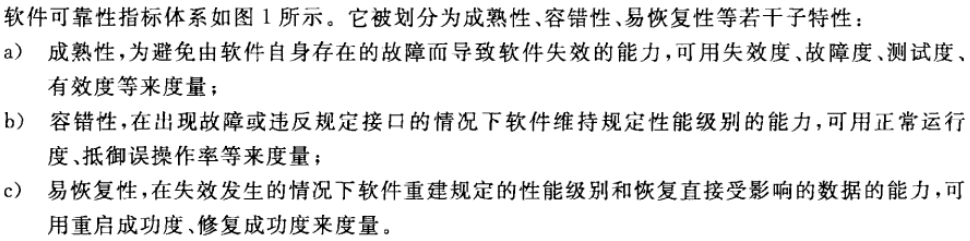 软件可靠性指标体系如图1所示。它被划分为成熟性、容错性、易恢复性等若干子特性：
a) 成熟性，为避免由软件自身存在的故障而导致软件失效的能力，可用失效度、故障度、测试度、
有效度等来度量；
b) 容错性，在出现故障或违反规定接口的情况下软件维持规定性能级别的能力，可用正常运行
度、抵御误操作率等来度量；
c) 易恢复性，在失效发生的情况下软件重建规定的性能级别和恢复直接受影响的数据的能力，可
用重启成功度、修复成功度来度量。